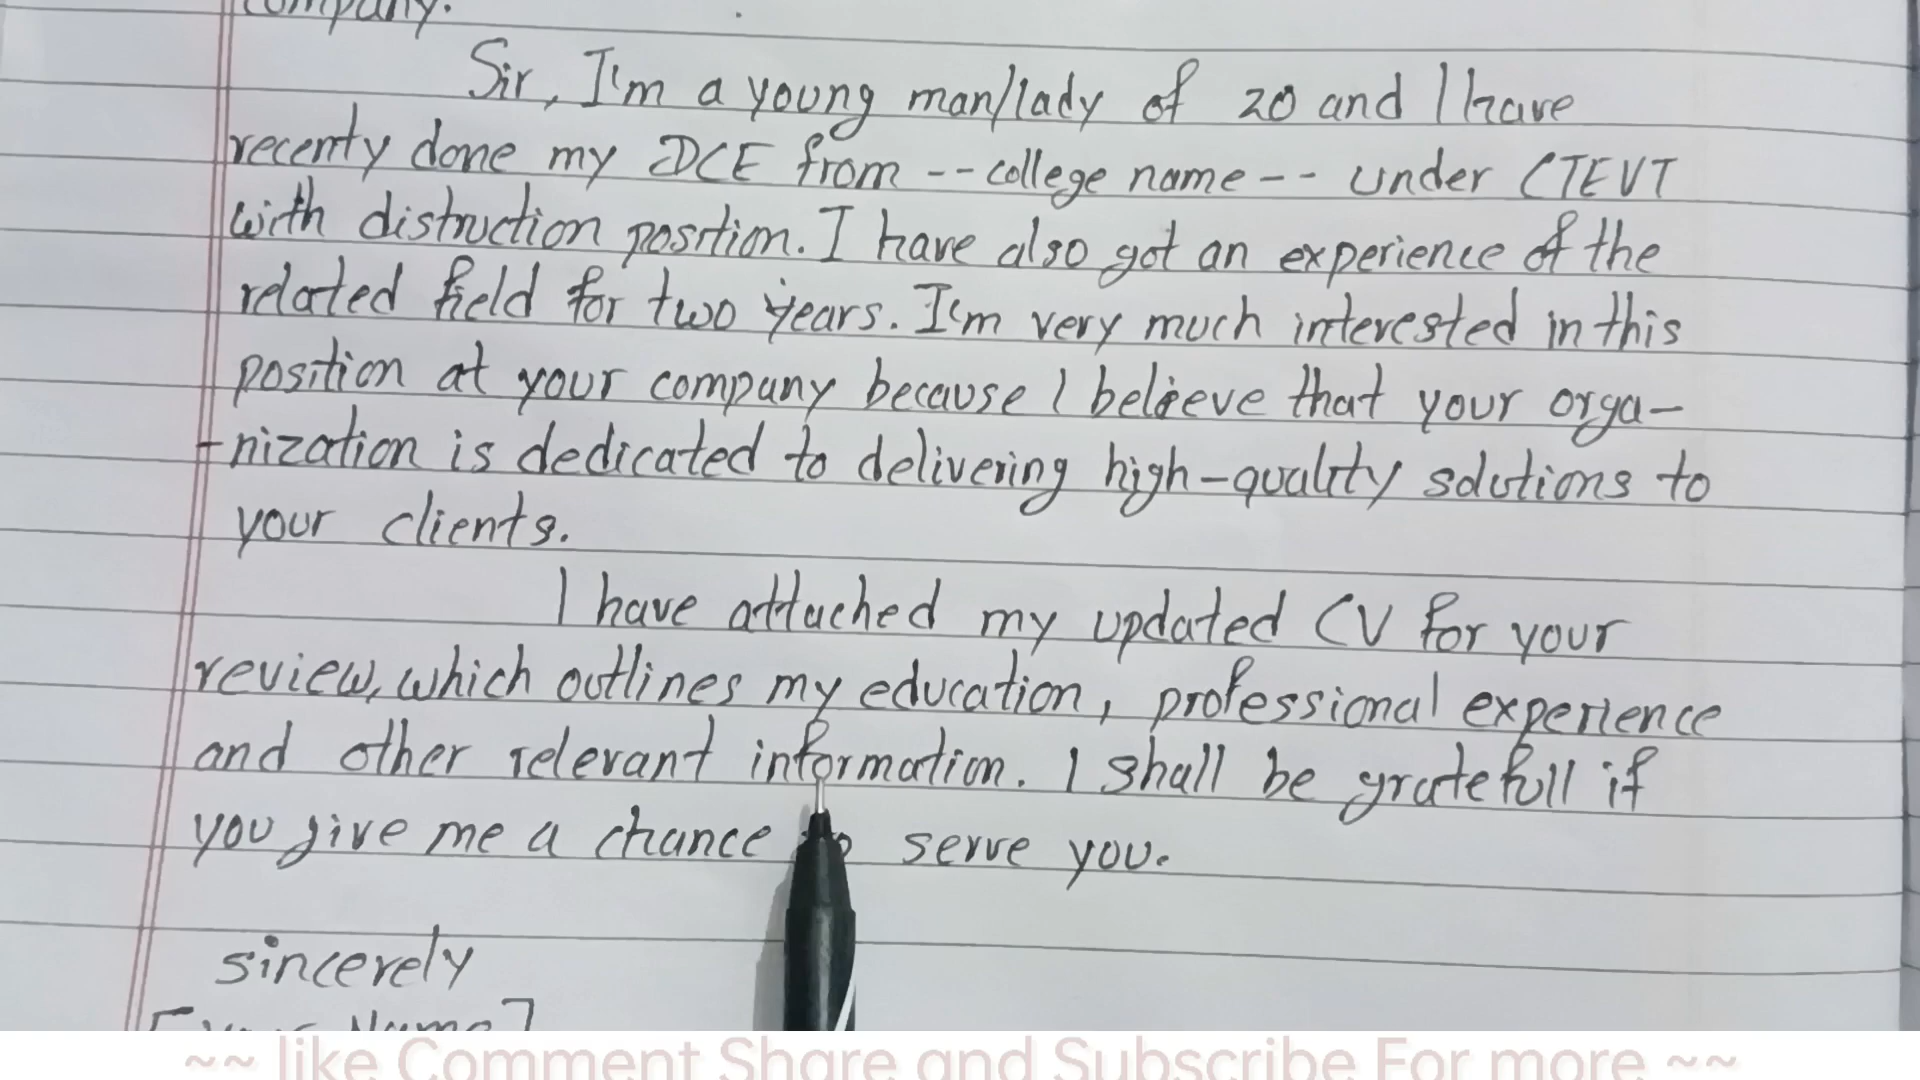 company.
Sir, I'm a young man/lady of 20 and I have
recenty done my DCE from -- college name -- under CTEVT
with distruction position. I have also got an experience of the
related field for two years. I'm very much interested in this
position at your company because I believe that your orga-
-nization is dedicated to delivering high-quality solutions to
your clients.
I have attached my updated CV for your
review, which outlines my education, professional experience
and other relevant information. I shall be gratefull if
you give me a chance to serve you.
sincerely
[your Name]
~~ like Comment Share and Subscribe For more ~~